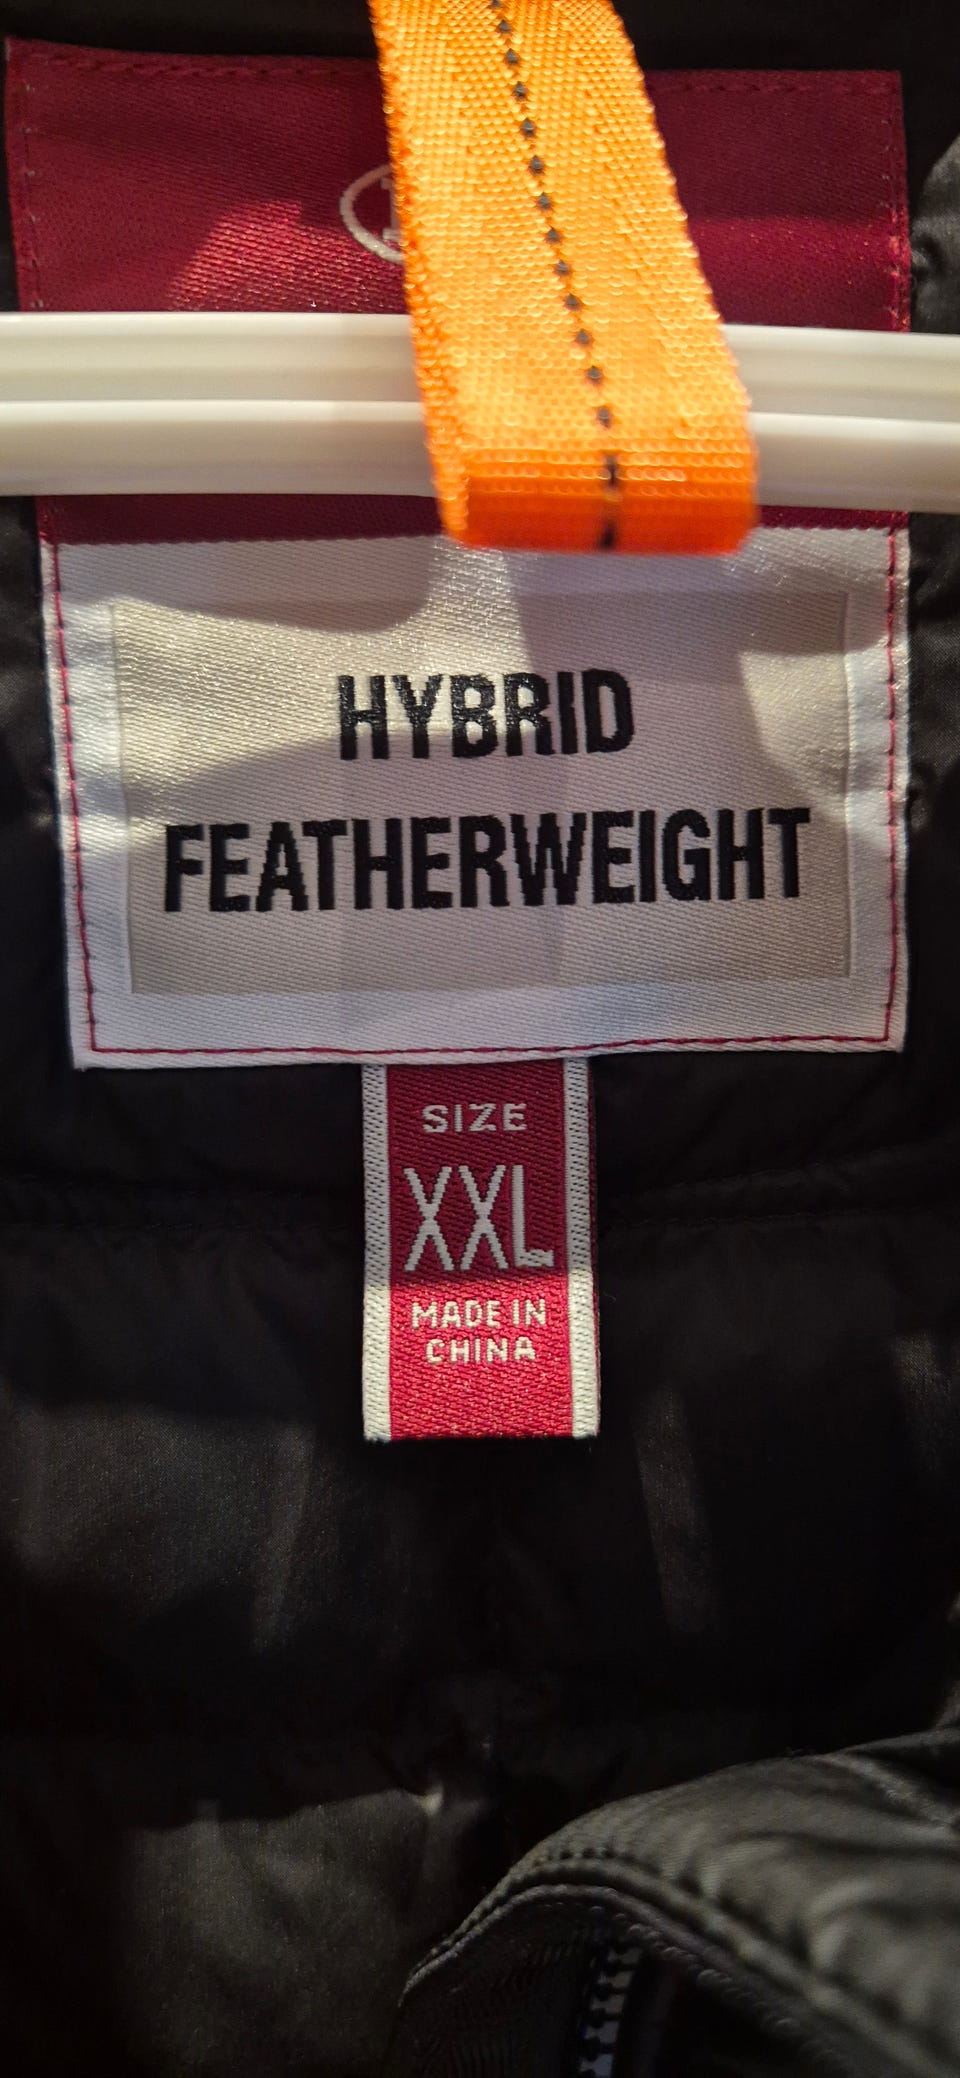 HYBRID
FEATHERWEIGHT
SIZE
XXL
MADE IN
CHINA